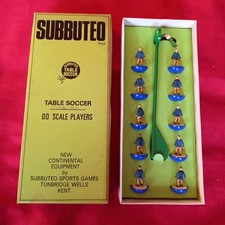 SUBBUTEO
TABLE
SOCCER
TABLE SOCCER
OO SCALE PLAYERS
NEW
CONTINENTAL
EQUIPMENT
by
SUBBUTEO SPORTS GAMES
TUNBRIDGE WELLS
KENT